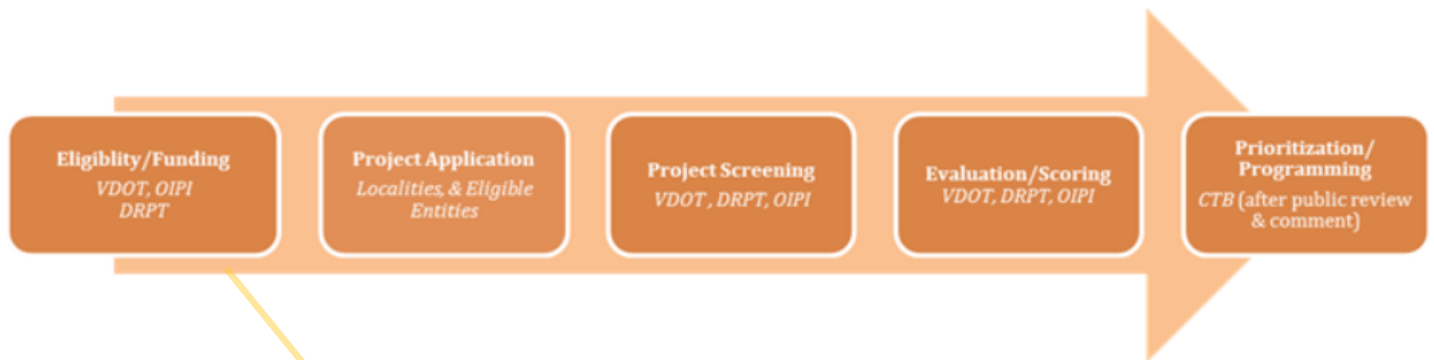 Eligiblity/Funding
VDOT, OIPI
DRPT
Project Application
Localities, & Eligible
Entities
Project Screening
VDOT , DRPT, OIPI
Evaluation/Scoring
VDOT, DRPT, OIPI
Prioritization/
Programming
CTB (after public review
& comment)